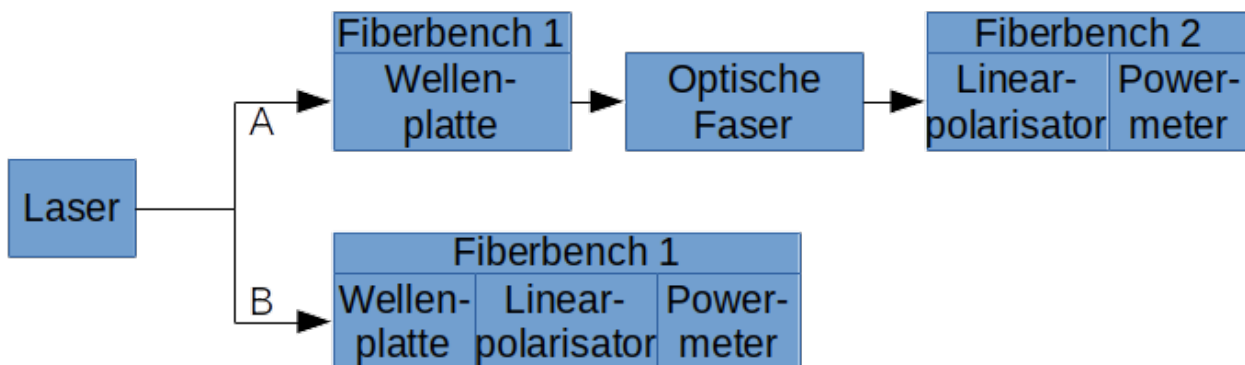 Laser
A
Fiberbench 1
Wellen-
platte
Optische
Faser
Fiberbench 2
Linear-
polarisator
Power-
meter
B
Fiberbench 1
Wellen-
platte
Linear-
polarisator
Power-
meter